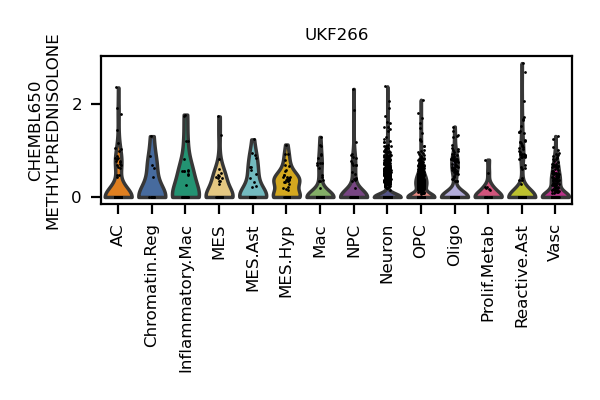 UKF266
CHEMBL650
METHYLPREDNISOLONE
2
0
AC
Chromatin.Reg
Inflammatory.Mac
MES
MES.Ast
MES.Hyp
Mac
NPC
Neuron
OPC
Oligo
Prolif.Metab
Reactive.Ast
Vasc